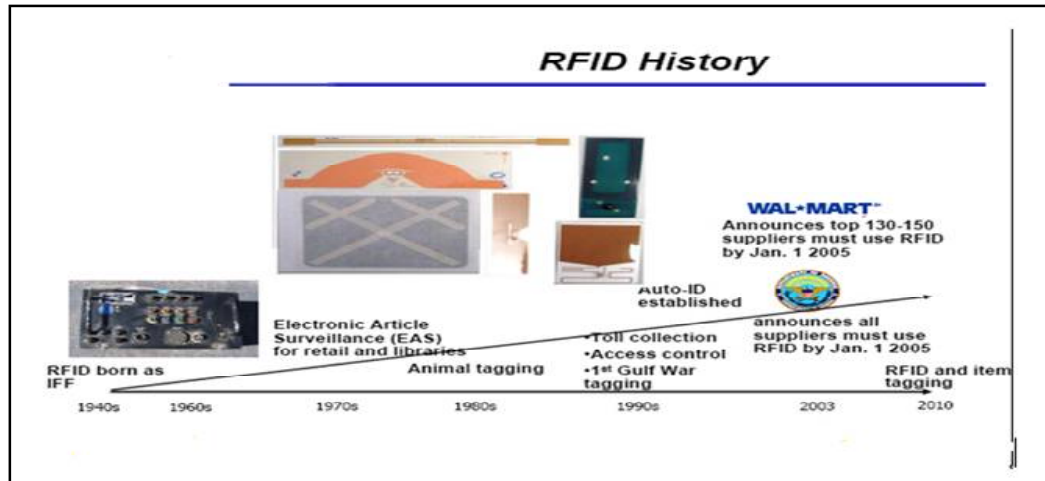 RFID History
WAL★MART
Announces top 130-150
suppliers must use RFID
by Jan. 1 2005
Auto-ID
established
announces all
suppliers must use
RFID by Jan. 1 2005
Electronic Article
Surveillance (EAS)
for retail and libraries
•Toll collection
•Access control
•1st Gulf War
tagging
Animal tagging
RFID born as
IFF
RFID and item
tagging
1940s 1960s 1970s 1980s 1990s 2003 2010